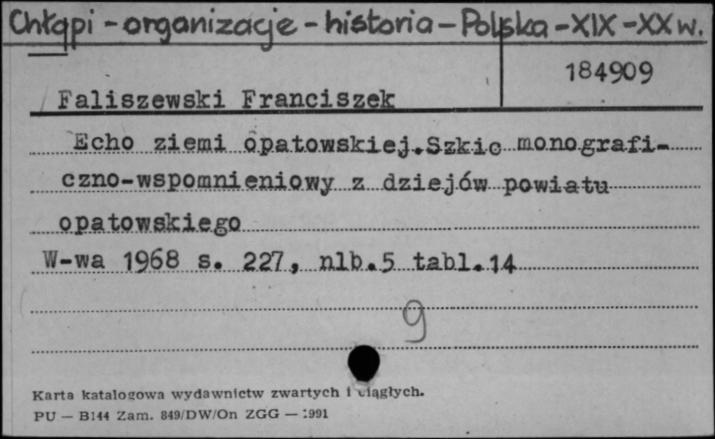 Chłopi - organizacje - historia - Polska - XIX - XX w.
184909
Faliszewski Franciszek
Echo ziemi opatowskiej.Szkic monografi-
czno-wspomnieniowy z dziejów powiatu
opatowskiego
W-wa 1968 s. 227, nlb.5 tabl.14
9
Karta katalogowa wydawnictw zwartych i ciągłych.
PU — B144 Zam. 849/DW/On ZGG — 1991